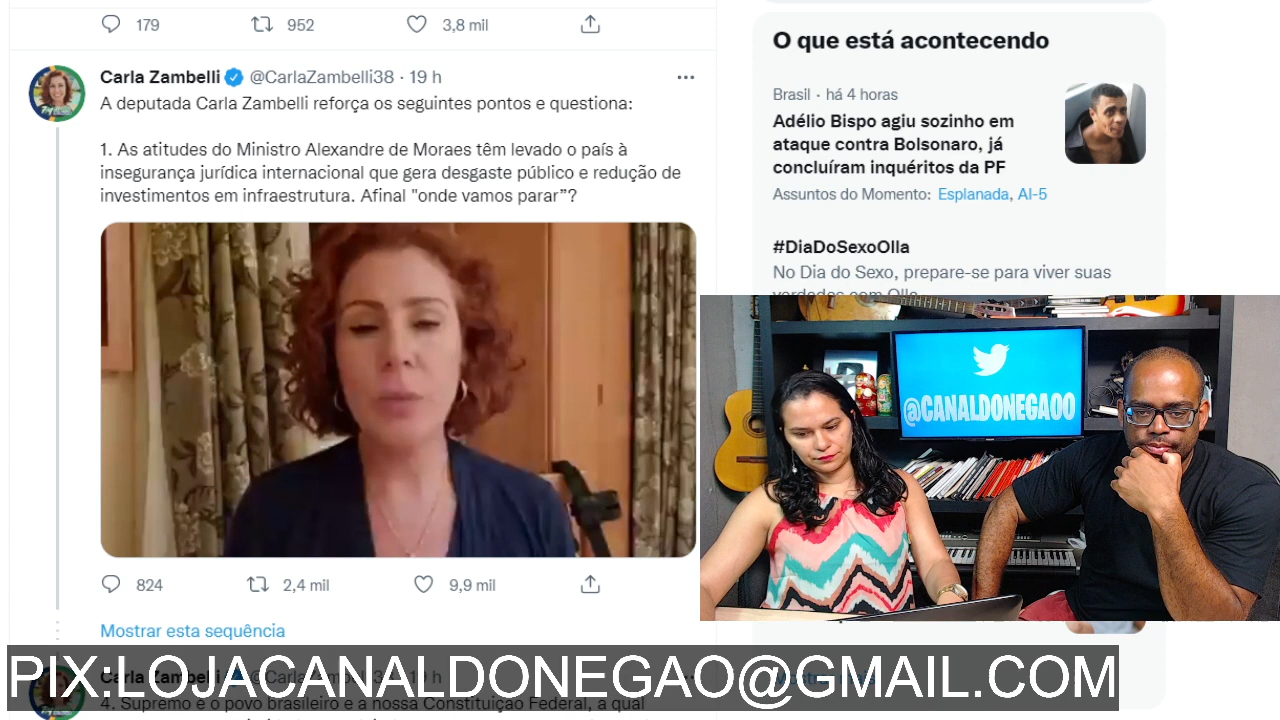 179
952
3,8 mil
Carla Zambelli @CarlaZambelli38 · 19 h
A deputada Carla Zambelli reforça os seguintes pontos e questiona:
1. As atitudes do Ministro Alexandre de Moraes têm levado o país à
insegurança jurídica internacional que gera desgaste público e redução de
investimentos em infraestrutura. Afinal "onde vamos parar”?
824
2,4 mil
9,9 mil
Mostrar esta sequência
4. Supremo é o povo brasileiro e a nossa Constituição Federal, a qual
O que está acontecendo
Brasil · há 4 horas
Adélio Bispo agiu sozinho em
ataque contra Bolsonaro, já
concluíram inquéritos da PF
Assuntos do Momento: Esplanada, AI-5
#DiaDoSexoOlla
No Dia do Sexo, prepare-se para viver suas
verdades com Olla
@CANALDONEGAOO
PIX:LOJACANALDONEGAO@GMAIL.COM